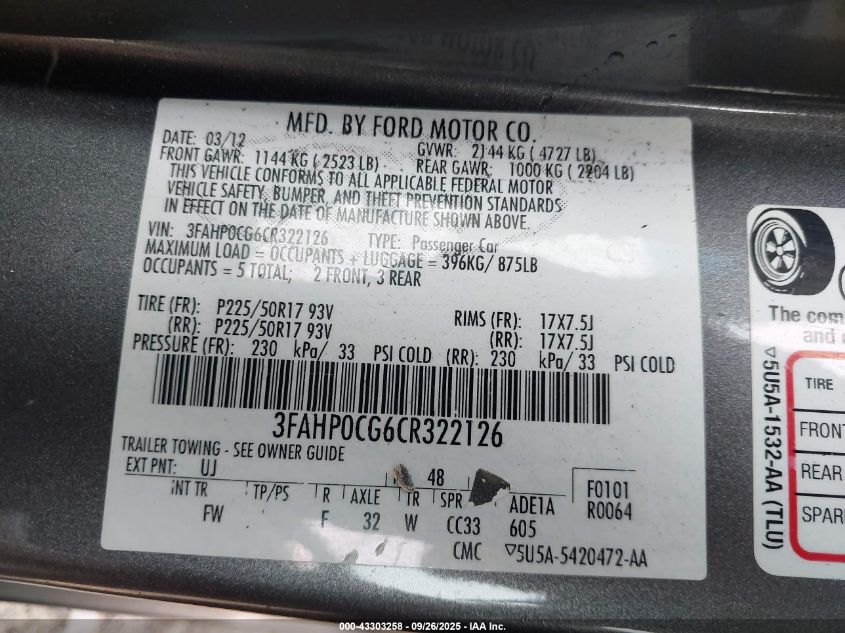 MFD. BY FORD MOTOR CO.
DATE: 03/12 GVWR: 2144 KG ( 4727 LB)
FRONT GAWR: 1144 KG ( 2523 LB) REAR GAWR: 1000 KG ( 2204 LB)
THIS VEHICLE CONFORMS TO ALL APPLICABLE FEDERAL MOTOR
VEHICLE SAFETY, BUMPER, AND THEFT PREVENTION STANDARDS
IN EFFECT ON THE DATE OF MANUFACTURE SHOWN ABOVE.
VIN: 3FAHP0CG6CR322126 TYPE: Passenger Car
MAXIMUM LOAD = OCCUPANTS + LUGGAGE = 396KG/ 875LB
OCCUPANTS = 5 TOTAL; 2 FRONT, 3 REAR
TIRE (FR): P225/50R17 93V RIMS (FR): 17X7.5J
(RR): P225/50R17 93V (RR): 17X7.5J
PRESSURE (FR): 230 kPa/ 33 PSI COLD (RR): 230 kPa/ 33 PSI COLD
3FAHP0CG6CR322126
TRAILER TOWING - SEE OWNER GUIDE
EXT PNT: UJ 48 F0101
INT TR TP/PS R AXLE TR SPR ADE1A R0064
FW F 32 W CC33 605
CMC ▽5U5A-5420472-AA
The com
and
▽5U5A-1532-AA (TLU)
TIRE
FRONT
REAR
SPAR
000-43303258 - 09/26/2025 - IAA Inc.